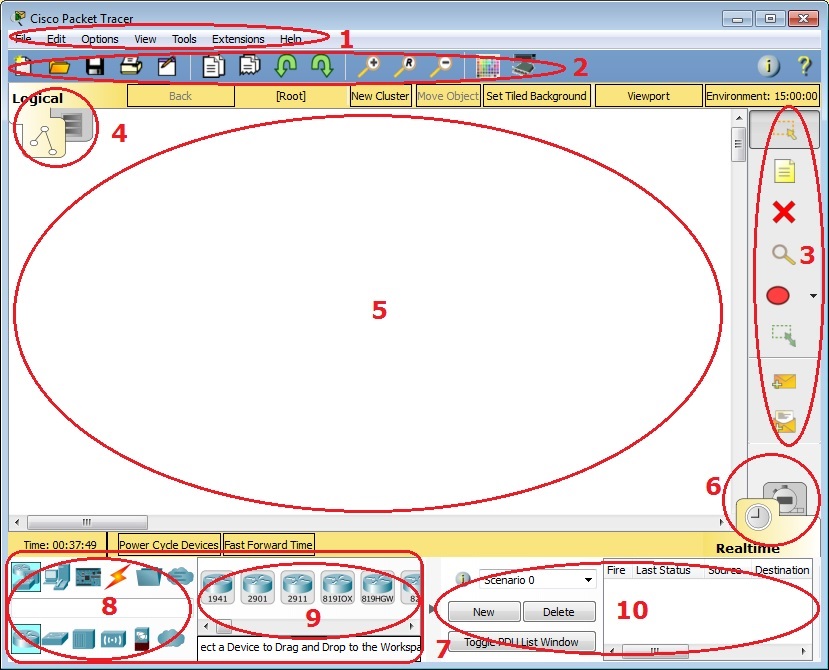 Cisco Packet Tracer
File Edit Options View Tools Extensions Help 1
2
i ?
Logical Back [Root] New Cluster Move Object Set Tiled Background Viewport Environment: 15:00:00
4
3
5
6
Time: 00:37:49 Power Cycle Devices Fast Forward Time Realtime
8
1941 2901 2911 819IOX 819HGW 82
9
ect a Device to Drag and Drop to the Workspa
7
i Scenario 0
New Delete
Toggle PDU List Window
Fire Last Status Source Destination
10